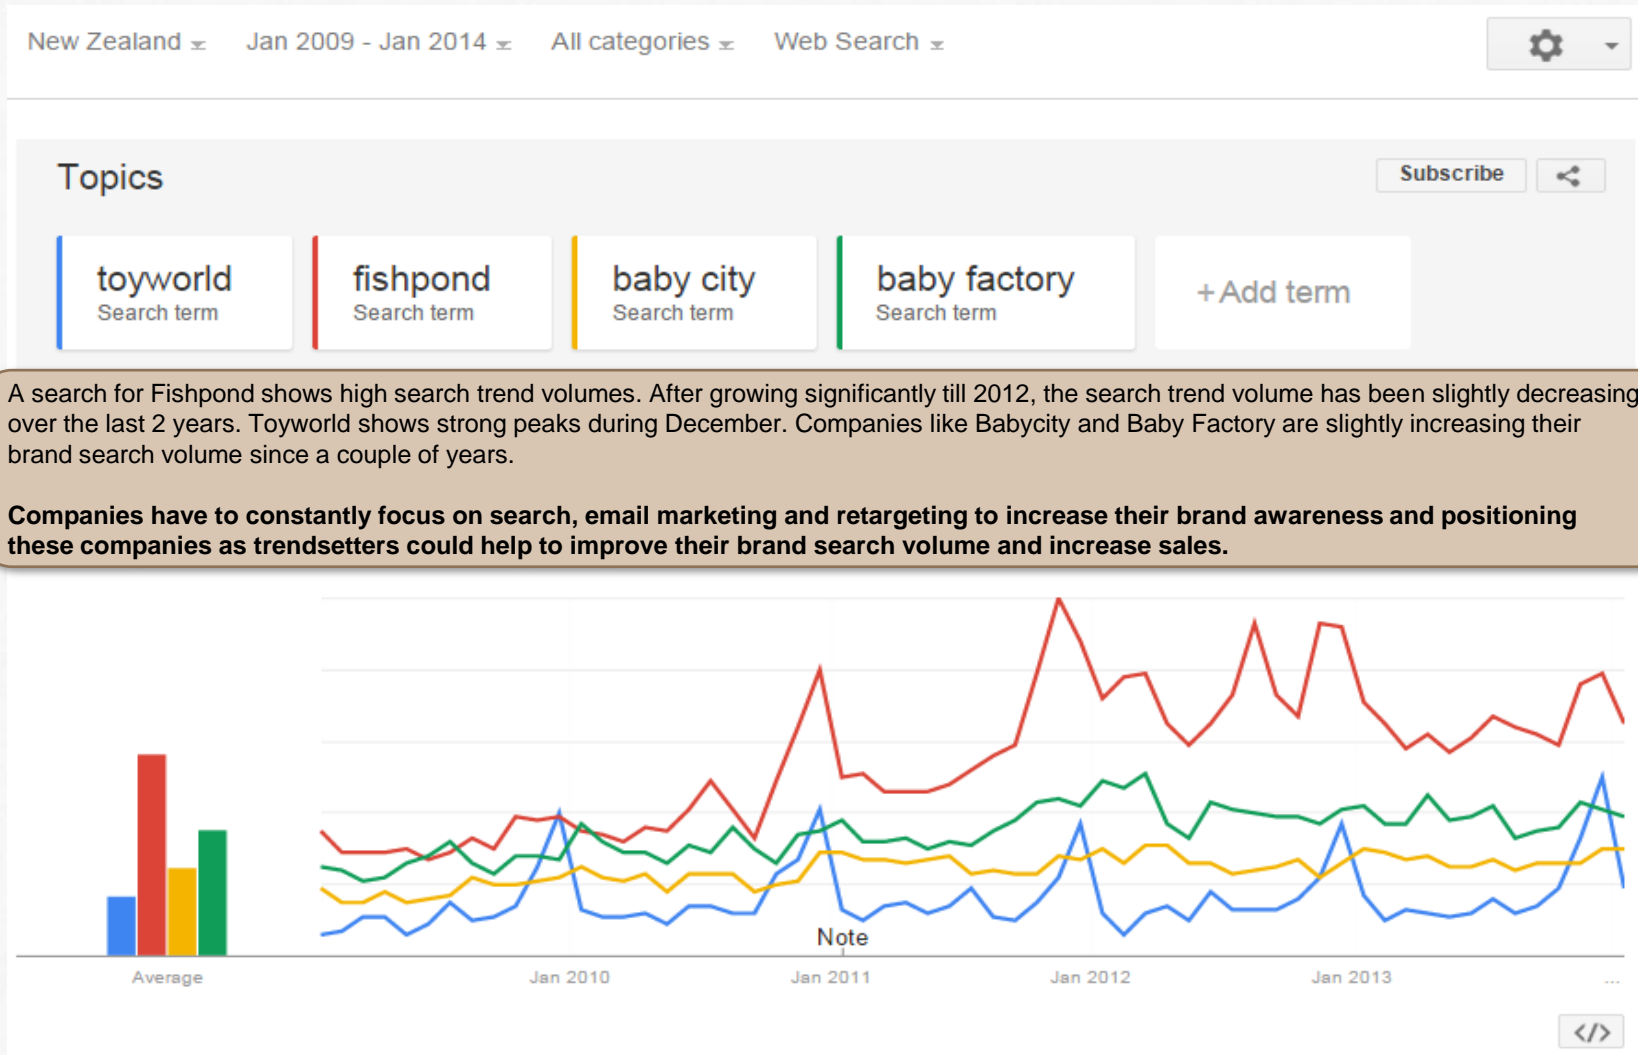 New Zealand Jan 2009 - Jan 2014 All categories Web Search
Topics
Subscribe
toyworld fishpond baby city baby factory
+Add term
Search term Search term Search term Search term
A search for Fishpond shows high search trend volumes. After growing significantly till 2012, the search trend volume has been slightly decreasing
over the last 2 years. Toyworld shows strong peaks during December. Companies like Babycity and Baby Factory are slightly increasing their
brand search volume since a couple of years.
Companies have to constantly focus on search, email marketing and retargeting to increase their brand awareness and positioning
these companies as trendsetters could help to improve their brand search volume and increase sales.
Note
Average Jan 2010 Jan 2011 Jan 2012 Jan 2013 ...
</>